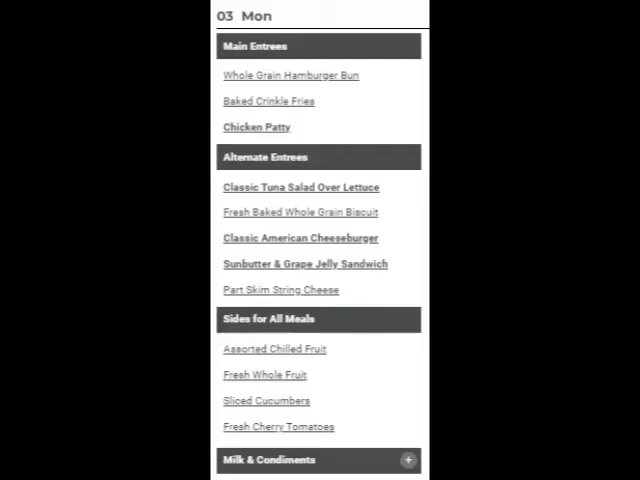 03 Mon
Main Entrees
Whole Grain Hamburger Bun
Baked Crinkle Fries
Chicken Patty
Alternate Entrees
Classic Tuna Salad Over Lettuce
Fresh Baked Whole Grain Biscuit
Classic American Cheeseburger
Sunbutter & Grape Jelly Sandwich
Part Skim String Cheese
Sides for All Meals
Assorted Chilled Fruit
Fresh Whole Fruit
Sliced Cucumbers
Fresh Cherry Tomatoes
Milk & Condiments +